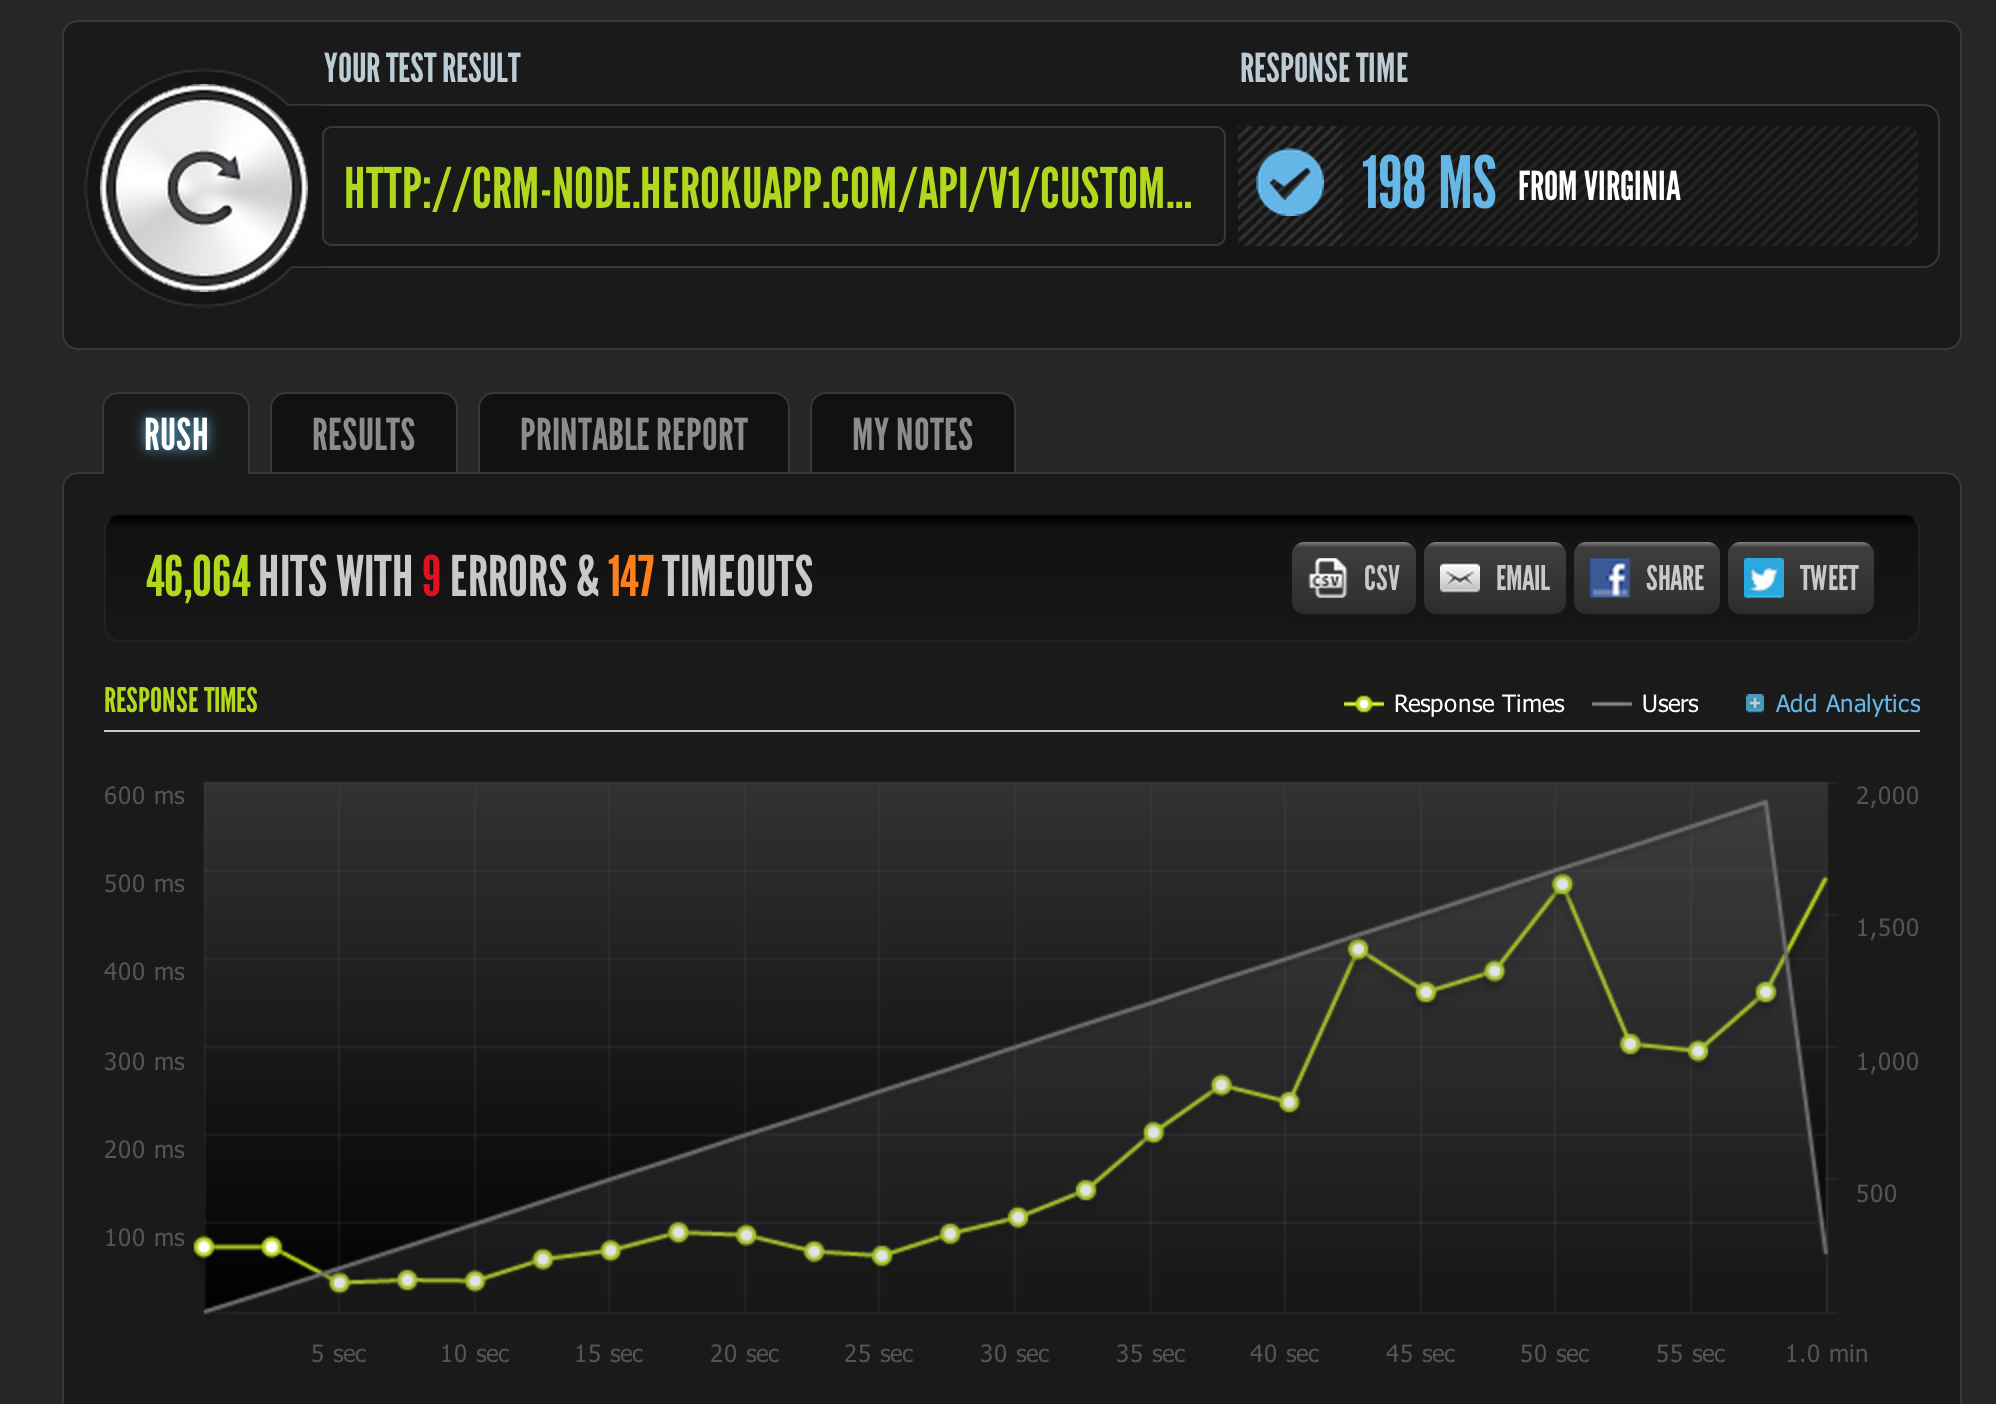 YOUR TEST RESULT
RESPONSE TIME
HTTP://CRM-NODE.HEROKUAPP.COM/API/V1/CUSTOM...
198 MS FROM VIRGINIA
RUSH
RESULTS
PRINTABLE REPORT
MY NOTES
46,064 HITS WITH 9 ERRORS & 147 TIMEOUTS
CSV
CSV
EMAIL
f
SHARE
TWEET
RESPONSE TIMES
Response Times
Users
Add Analytics
600 ms
500 ms
400 ms
300 ms
200 ms
100 ms
2,000
1,500
1,000
500
5 sec
10 sec
15 sec
20 sec
25 sec
30 sec
35 sec
40 sec
45 sec
50 sec
55 sec
1.0 min